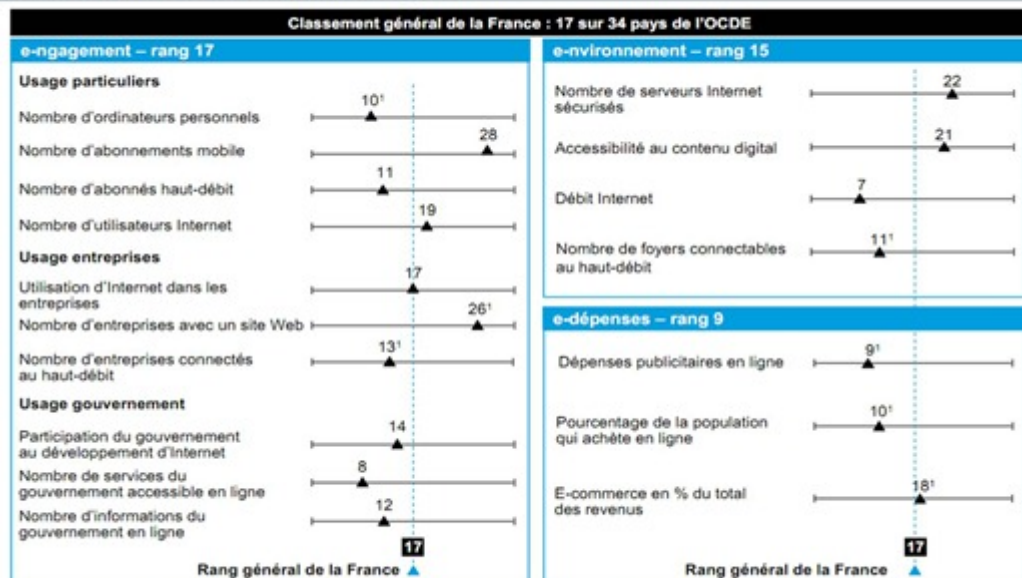 Classement général de la France : 17 sur 34 pays de l'OCDE
e-ngagement – rang 17
Usage particuliers
Nombre d'ordinateurs personnels
10¹
Nombre d'abonnements mobile
28
Nombre d'abonnés haut-débit
11
Nombre d'utilisateurs Internet
19
Usage entreprises
Utilisation d'Internet dans les
entreprises
17
Nombre d'entreprises avec un site Web
26¹
Nombre d'entreprises connectés
au haut-débit
13¹
Usage gouvernement
Participation du gouvernement
au développement d'Internet
14
Nombre de services du
gouvernement accessible en ligne
8
Nombre d'informations du
gouvernement en ligne
12
17
Rang général de la France
e-nvironnement – rang 15
Nombre de serveurs Internet
sécurisés
22
Accessibilité au contenu digital
21
Débit Internet
7
Nombre de foyers connectables
au haut-débit
11¹
e-dépenses – rang 9
Dépenses publicitaires en ligne
9¹
Pourcentage de la population
qui achète en ligne
10¹
E-commerce en % du total
des revenus
18¹
17
Rang général de la France